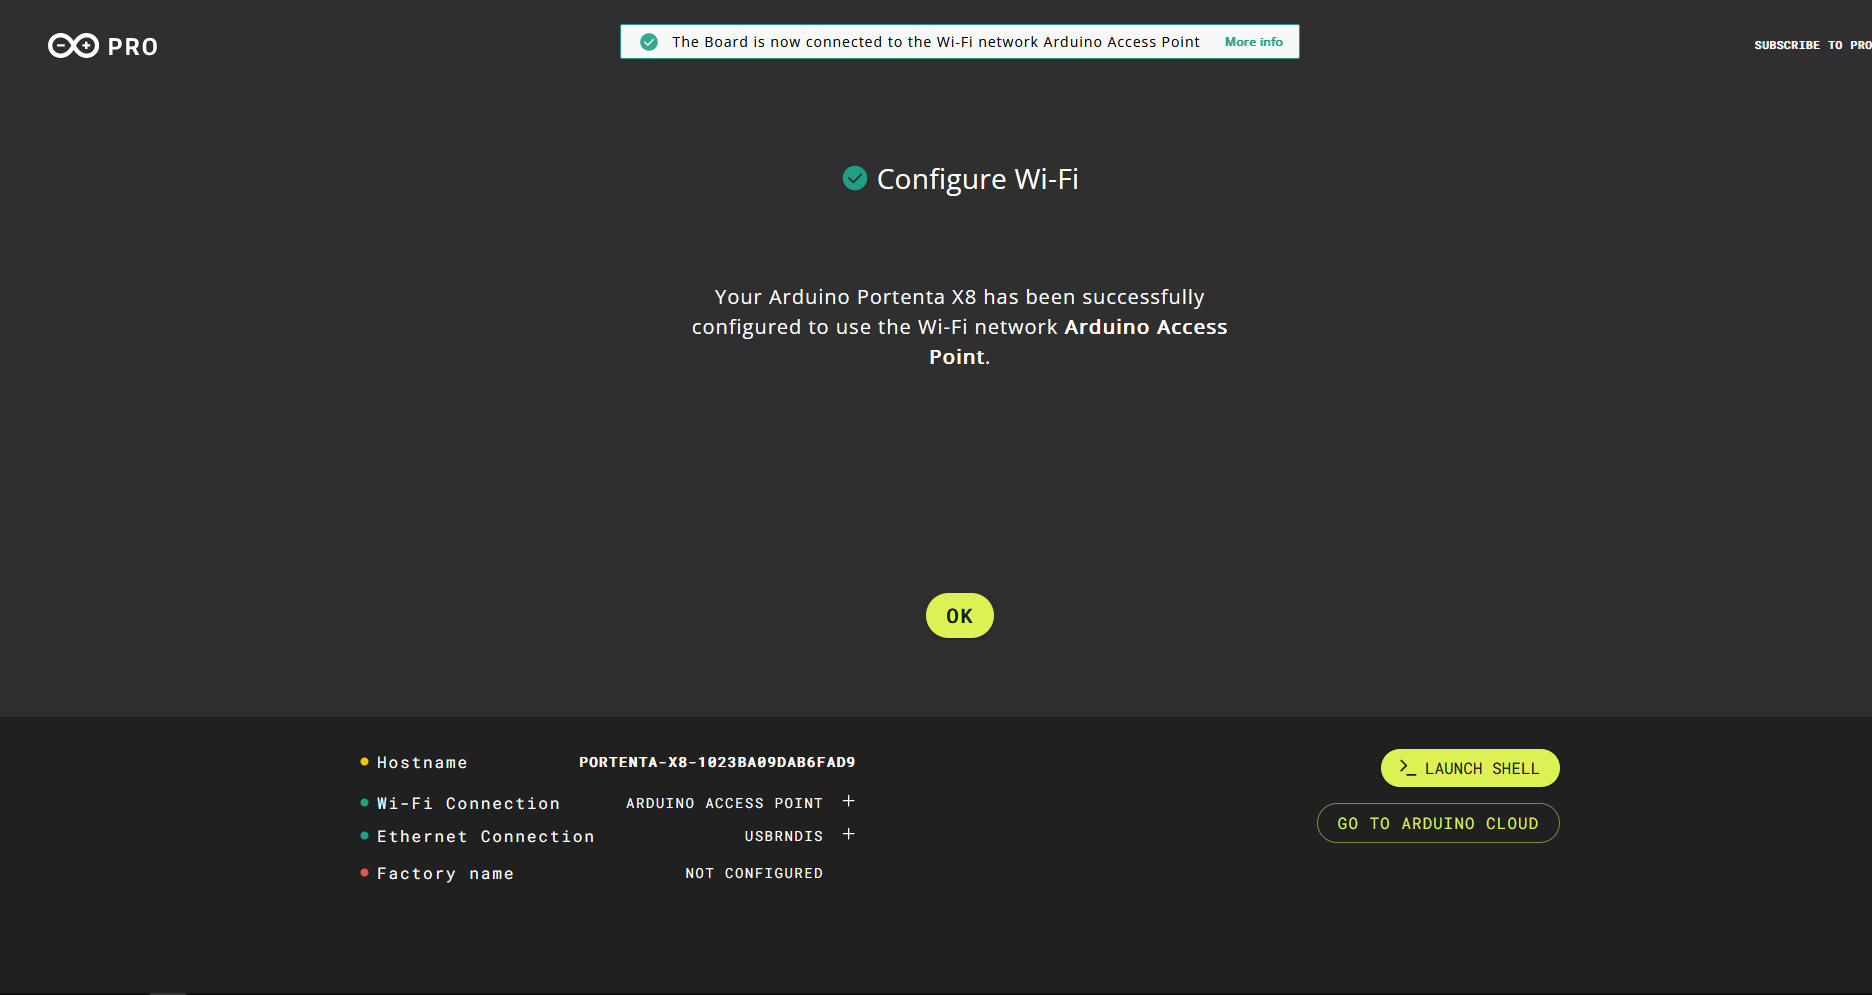 PRO
The Board is now connected to the Wi-Fi network Arduino Access Point More info
SUBSCRIBE TO PRO
Configure Wi-Fi
Your Arduino Portenta X8 has been successfully
configured to use the Wi-Fi network Arduino Access
Point.
OK
Hostname PORTENTA-X8-1023BA09DAB6FAD9
Wi-Fi Connection ARDUINO ACCESS POINT +
Ethernet Connection USBRNDIS +
Factory name NOT CONFIGURED
>_ LAUNCH SHELL
GO TO ARDUINO CLOUD